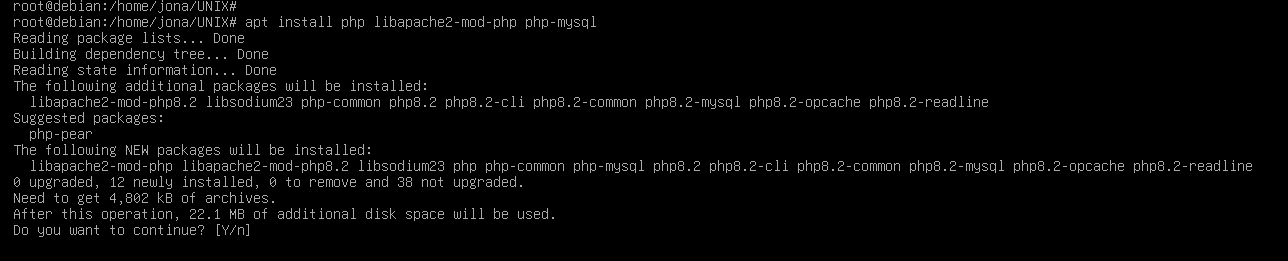 root@debian:/home/jona/UNIX#
root@debian:/home/jona/UNIX# apt install php libapache2-mod-php php-mysql
Reading package lists... Done
Building dependency tree... Done
Reading state information... Done
The following additional packages will be installed:
  libapache2-mod-php8.2 libsodium23 php-common php8.2 php8.2-cli php8.2-common php8.2-mysql php8.2-opcache php8.2-readline
Suggested packages:
  php-pear
The following NEW packages will be installed:
  libapache2-mod-php libapache2-mod-php8.2 libsodium23 php php-common php-mysql php8.2 php8.2-cli php8.2-common php8.2-mysql php8.2-opcache php8.2-readline
0 upgraded, 12 newly installed, 0 to remove and 38 not upgraded.
Need to get 4,802 kB of archives.
After this operation, 22.1 MB of additional disk space will be used.
Do you want to continue? [Y/n]